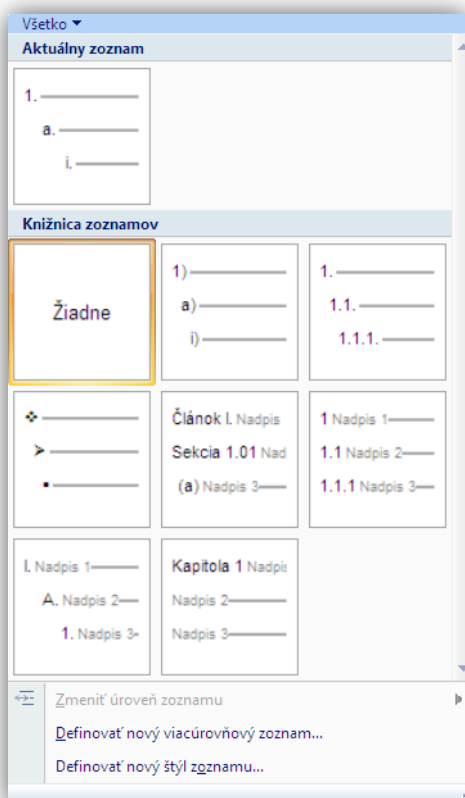 Všetko
Aktuálny zoznam
1.
a.
i.
Knižnica zoznamov
Žiadne
1)
a)
i)
1.
1.1.
1.1.1.
Článok I. Nadpis
Sekcia 1.01 Nad
(a) Nadpis 3
1 Nadpis 1
1.1 Nadpis 2
1.1.1 Nadpis 3
I. Nadpis 1
A. Nadpis 2
1. Nadpis 3
Kapitola 1 Nadpis
Nadpis 2
Nadpis 3
Zmeniť úroveň zoznamu
Definovať nový viacúrovňový zoznam...
Definovať nový štýl zoznamu...